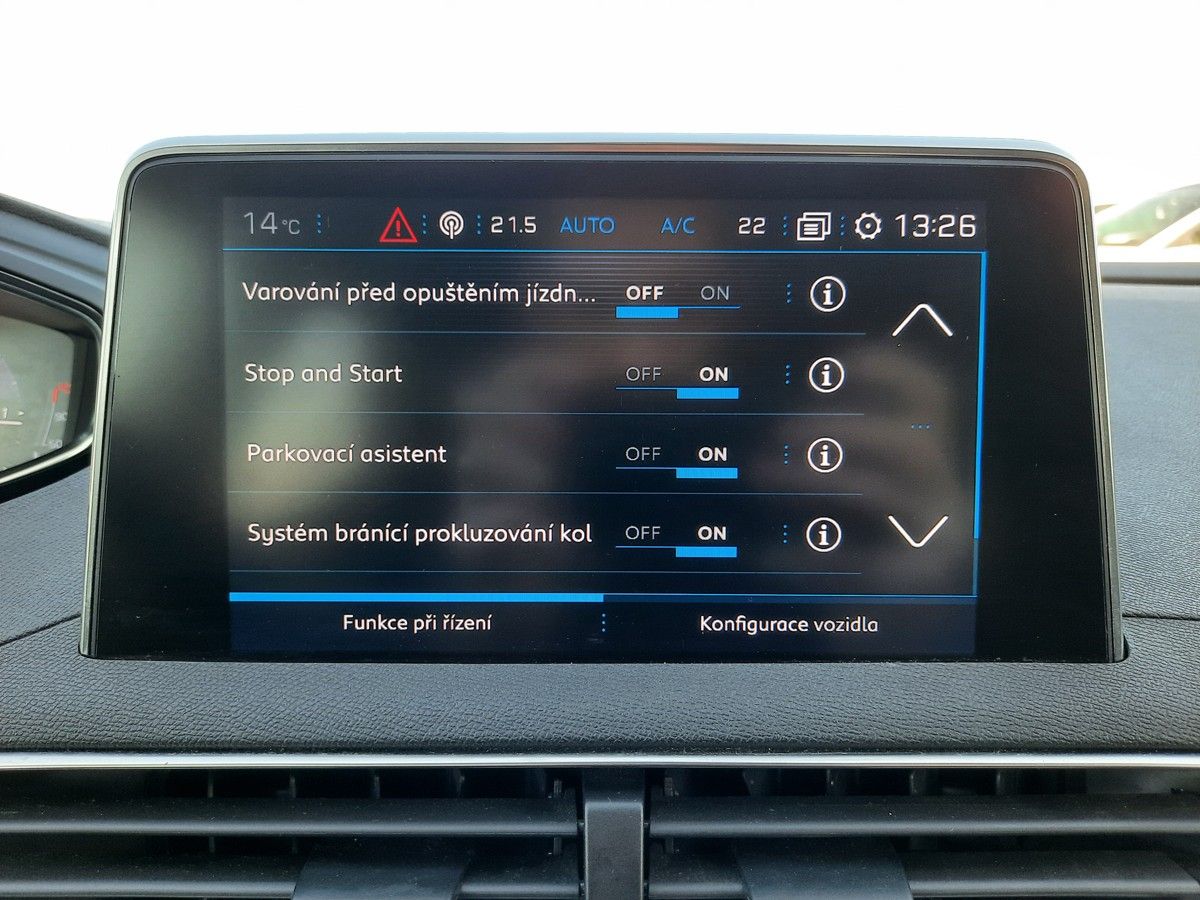 14 °C 21.5 AUTO A/C 22 13:26
Varování před opuštěním jízdn... OFF ON
Stop and Start OFF ON
Parkovací asistent OFF ON
Systém bránící prokluzování kol OFF ON
Funkce při řízení Konfigurace vozidla